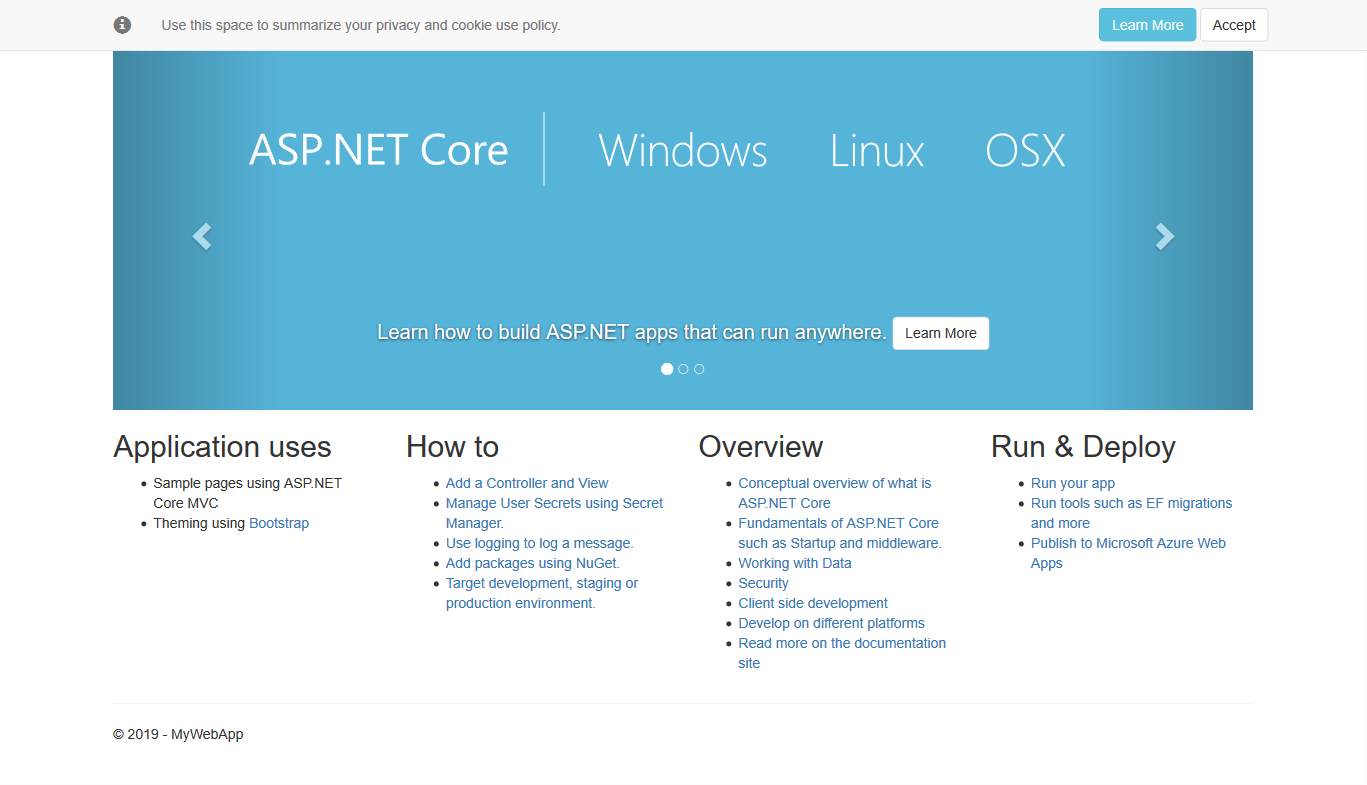 Use this space to summarize your privacy and cookie use policy.
Learn More
Accept
ASP.NET Core
Windows
Linux
OSX
Learn how to build ASP.NET apps that can run anywhere.
Learn More
Application uses
Sample pages using ASP.NET
Core MVC
Theming using Bootstrap
How to
Add a Controller and View
Manage User Secrets using Secret
Manager.
Use logging to log a message.
Add packages using NuGet.
Target development, staging or
production environment.
Overview
Conceptual overview of what is
ASP.NET Core
Fundamentals of ASP.NET Core
such as Startup and middleware.
Working with Data
Security
Client side development
Develop on different platforms
Read more on the documentation
site
Run & Deploy
Run your app
Run tools such as EF migrations
and more
Publish to Microsoft Azure Web
Apps
© 2019 - MyWebApp